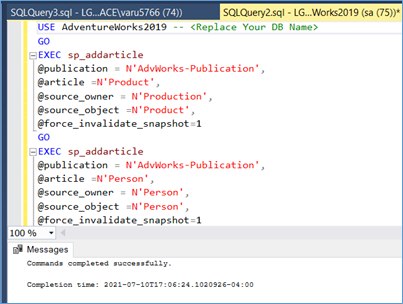 SQLQuery3.sql - LG...ACE\varu5766 (74))
SQLQuery2.sql - LG...Works2019 (sa (75))*
USE AdventureWorks2019 -- <Replace Your DB Name>
GO
EXEC sp_addarticle
@publication = N'AdvWorks-Publication',
@article =N'Product',
@source_owner = N'Production',
@source_object =N'Product',
@force_invalidate_snapshot=1
GO
EXEC sp_addarticle
@publication = N'AdvWorks-Publication',
@article =N'Person',
@source_owner = N'Person',
@source_object =N'Person',
@force_invalidate_snapshot=1
100 %
Messages
Commands completed successfully.
Completion time: 2021-07-10T17:06:24.1020926-04:00